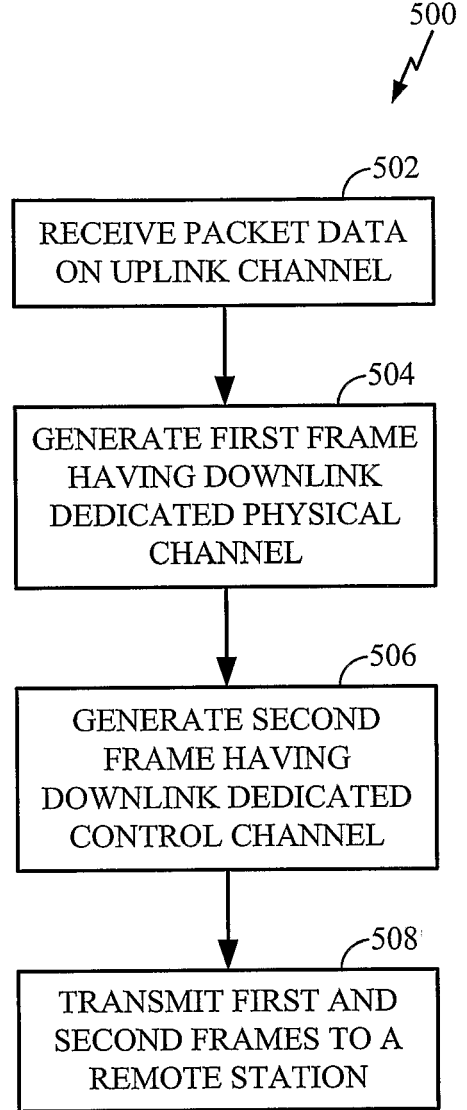 500
502
RECEIVE PACKET DATA
ON UPLINK CHANNEL
504
GENERATE FIRST FRAME
HAVING DOWNLINK
DEDICATED PHYSICAL
CHANNEL
506
GENERATE SECOND
FRAME HAVING
DOWNLINK DEDICATED
CONTROL CHANNEL
508
TRANSMIT FIRST AND
SECOND FRAMES TO A
REMOTE STATION